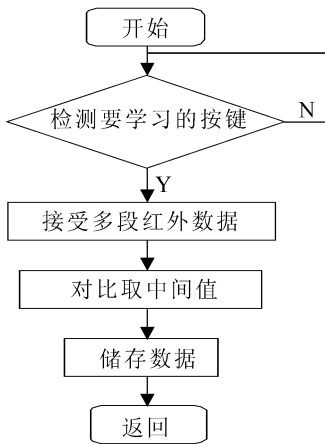 开始
检测要学习的按键
N
Y
接受多段红外数据
对比取中间值
储存数据
返回